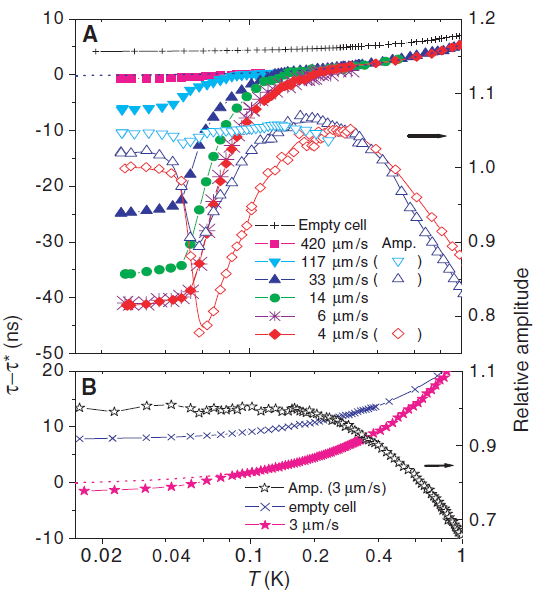 10
A
1.2
0
1.1
-10
1.0
-20
Empty cell
-30
420 μm/s Amp.
117 μm/s ( )
0.9
33 μm/s ( )
14 μm/s
-40
6 μm/s
0.8
4 μm/s ( )
-50
τ−τ* (ns)
Relative amplitude
20
B
1.1
10
0.9
0
Amp. (3 μm/s)
empty cell
0.7
3 μm/s
-10
0.02 0.04 0.1 0.2 0.4 1
T (K)